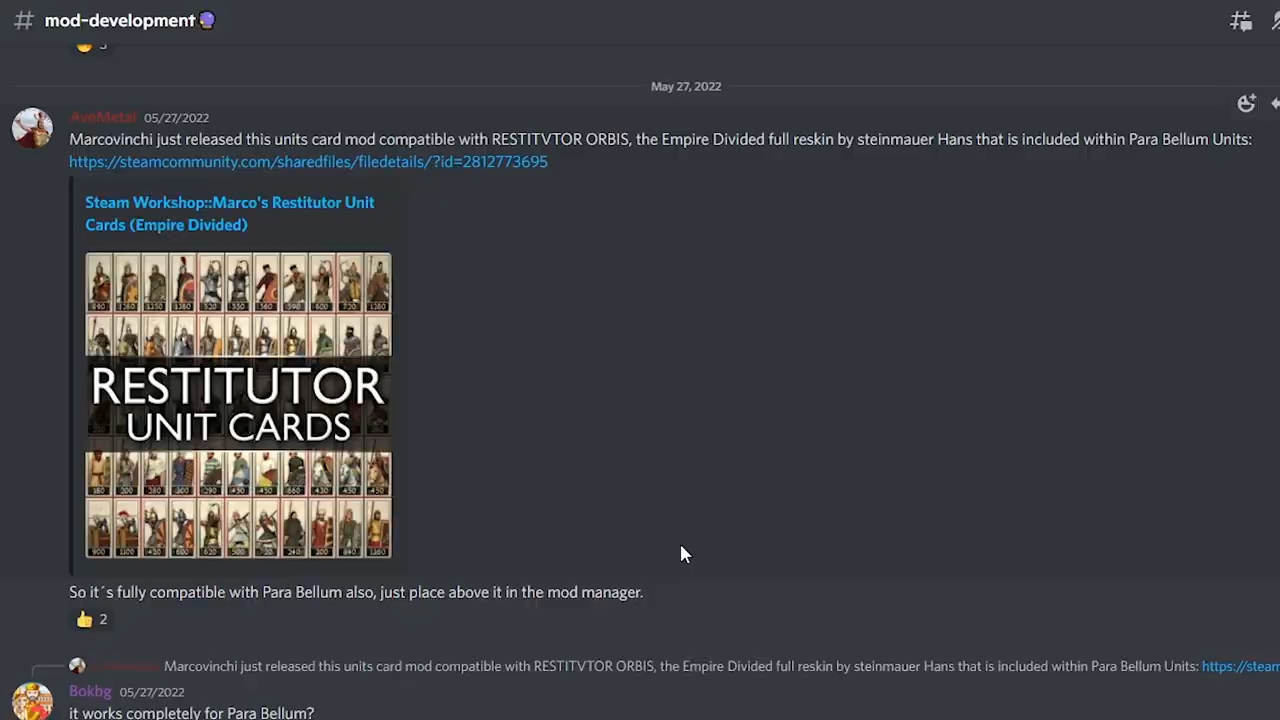 mod-development
3
May 27, 2022
AveMetal 05/27/2022
Marcovinchi just released this units card mod compatible with RESTITVTOR ORBIS, the Empire Divided full reskin by steinmauer Hans that is included within Para Bellum Units:
https://steamcommunity.com/sharedfiles/filedetails/?id=2812773695
Steam Workshop::Marco's Restitutor Unit
Cards (Empire Divided)
RESTITUTOR
UNIT CARDS
So it´s fully compatible with Para Bellum also, just place above it in the mod manager.
2
Marcovinchi just released this units card mod compatible with RESTITVTOR ORBIS, the Empire Divided full reskin by steinmauer Hans that is included within Para Bellum Units: https://steam
Bokbg 05/27/2022
it works completely for Para Bellum?